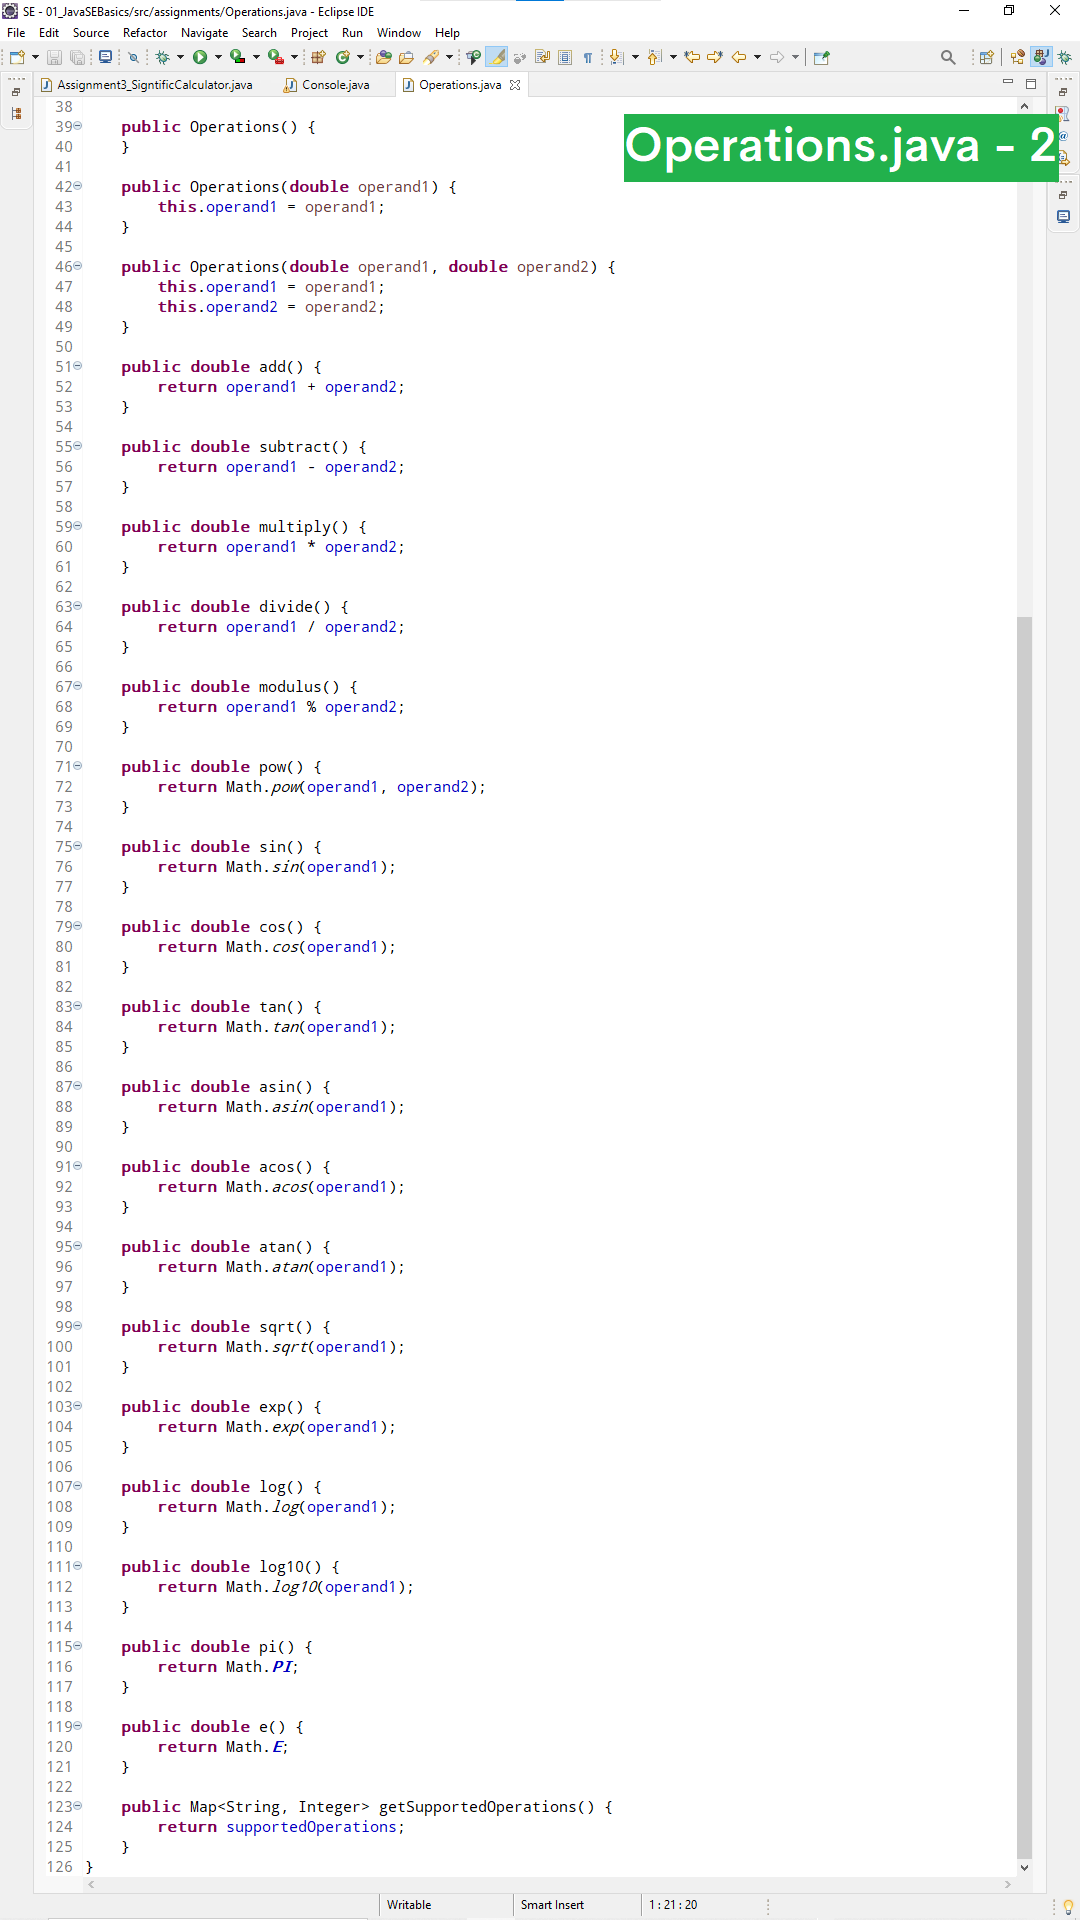 SE - 01_JavaSEBasics/src/assignments/Operations.java - Eclipse IDE
File Edit Source Refactor Navigate Search Project Run Window Help
Assignment3_SigntificCalculator.java Console.java Operations.java
Operations.java - 2
38
39 public Operations() {
40 }
41
42 public Operations(double operand1) {
43 this.operand1 = operand1;
44 }
45
46 public Operations(double operand1, double operand2) {
47 this.operand1 = operand1;
48 this.operand2 = operand2;
49 }
50
51 public double add() {
52 return operand1 + operand2;
53 }
54
55 public double subtract() {
56 return operand1 - operand2;
57 }
58
59 public double multiply() {
60 return operand1 * operand2;
61 }
62
63 public double divide() {
64 return operand1 / operand2;
65 }
66
67 public double modulus() {
68 return operand1 % operand2;
69 }
70
71 public double pow() {
72 return Math.pow(operand1, operand2);
73 }
74
75 public double sin() {
76 return Math.sin(operand1);
77 }
78
79 public double cos() {
80 return Math.cos(operand1);
81 }
82
83 public double tan() {
84 return Math.tan(operand1);
85 }
86
87 public double asin() {
88 return Math.asin(operand1);
89 }
90
91 public double acos() {
92 return Math.acos(operand1);
93 }
94
95 public double atan() {
96 return Math.atan(operand1);
97 }
98
99 public double sqrt() {
100 return Math.sqrt(operand1);
101 }
102
103 public double exp() {
104 return Math.exp(operand1);
105 }
106
107 public double log() {
108 return Math.log(operand1);
109 }
110
111 public double log10() {
112 return Math.log10(operand1);
113 }
114
115 public double pi() {
116 return Math.PI;
117 }
118
119 public double e() {
120 return Math.E;
121 }
122
123 public Map<String, Integer> getSupportedOperations() {
124 return supportedOperations;
125 }
126 }
Writable Smart Insert 1 : 21 : 20